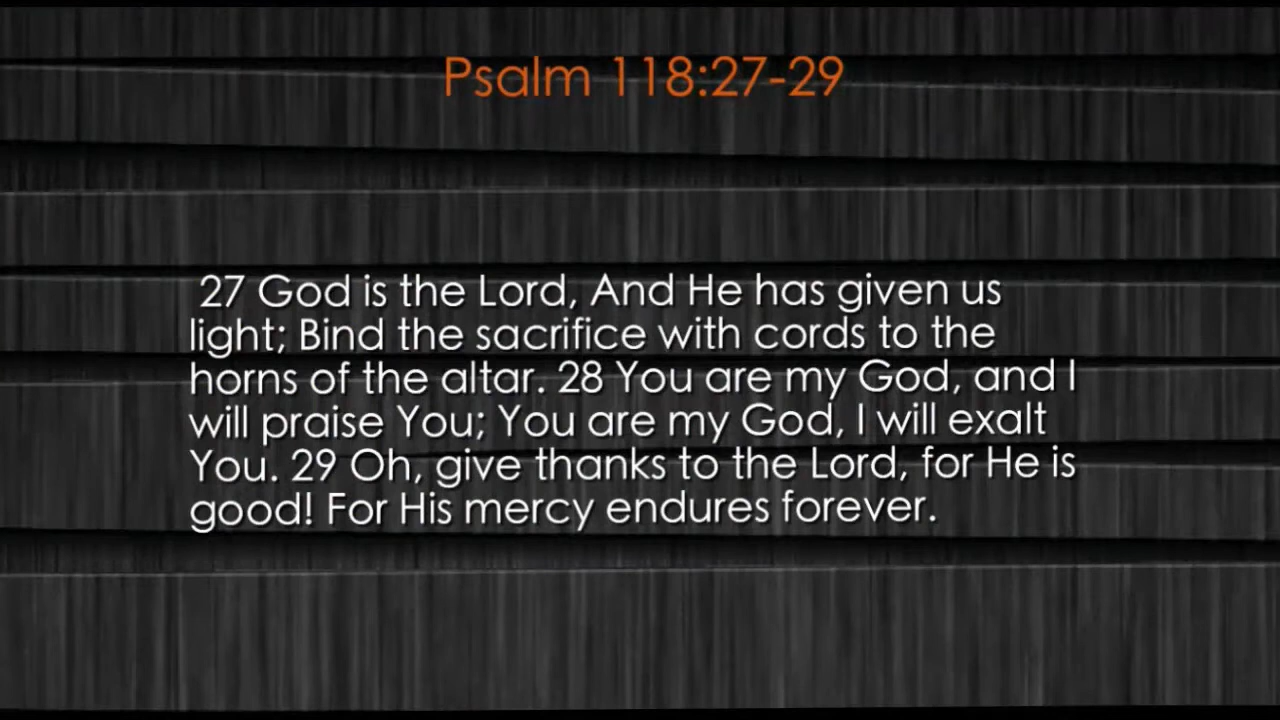 Psalm 118:27-29
27 God is the Lord, And He has given us
light; Bind the sacrifice with cords to the
horns of the altar. 28 You are my God, and I
will praise You; You are my God, I will exalt
You. 29 Oh, give thanks to the Lord, for He is
good! For His mercy endures forever.